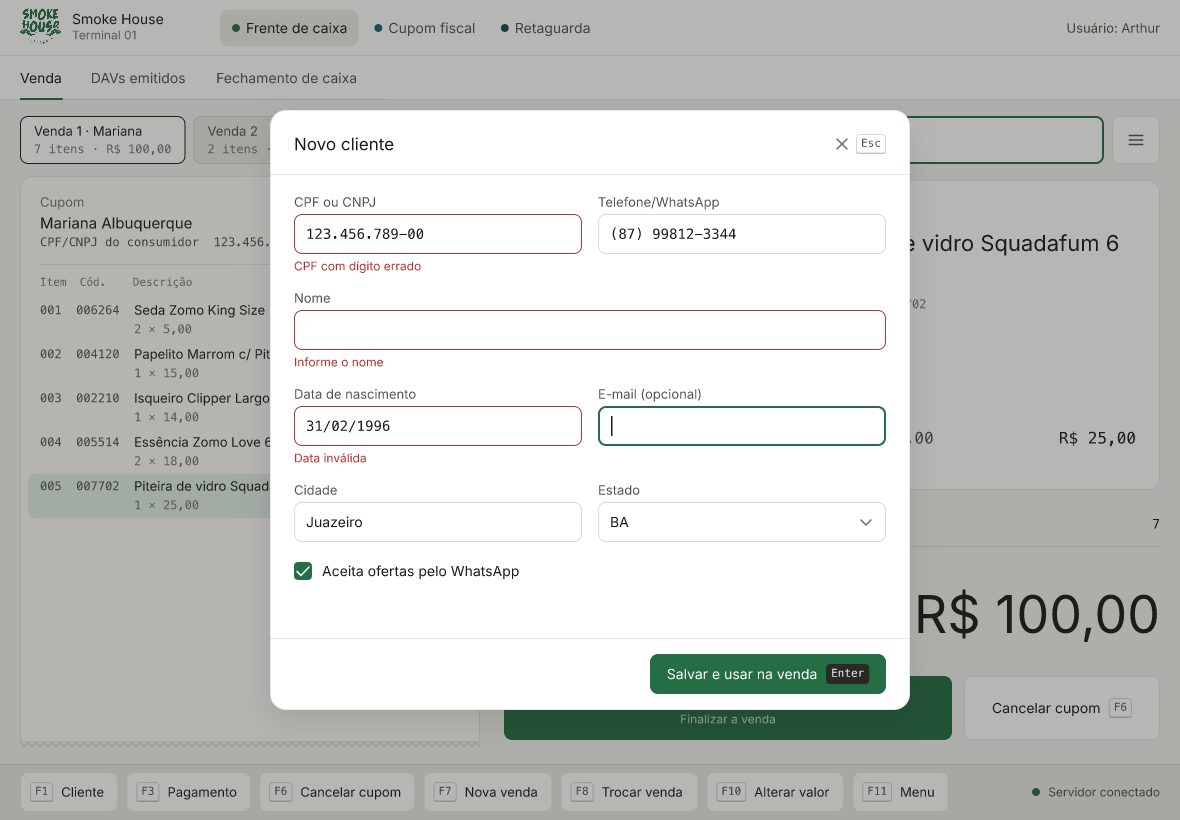 SMOKE
HOUSE
Smoke House
Terminal 01
Frente de caixa
Cupom fiscal
Retaguarda
Usuário: Arthur
Venda
DAVs emitidos
Fechamento de caixa
Venda 1 · Mariana
7 itens · R$ 100,00
Venda 2
2 itens ·
Novo cliente
Esc
Cupom
Mariana Albuquerque
CPF/CNPJ do consumidor 123.456.
Item Cód. Descrição
001 006264 Seda Zomo King Size
2 × 5,00
002 004120 Papelito Marrom c/ Pit
1 × 15,00
003 002210 Isqueiro Clipper Largo
1 × 14,00
004 005514 Essência Zomo Love 6
2 × 18,00
005 007702 Piteira de vidro Squad
1 × 25,00
CPF ou CNPJ
123.456.789-00
CPF com dígito errado
Telefone/WhatsApp
(87) 99812-3344
Nome
Informe o nome
Data de nascimento
31/02/1996
Data inválida
E-mail (opcional)
Cidade
Juazeiro
Estado
BA
Aceita ofertas pelo WhatsApp
Salvar e usar na venda Enter
e vidro Squadafum 6
02
00
R$ 25,00
7
R$ 100,00
Finalizar a venda
Cancelar cupom F6
F1 Cliente
F3 Pagamento
F6 Cancelar cupom
F7 Nova venda
F8 Trocar venda
F10 Alterar valor
F11 Menu
Servidor conectado